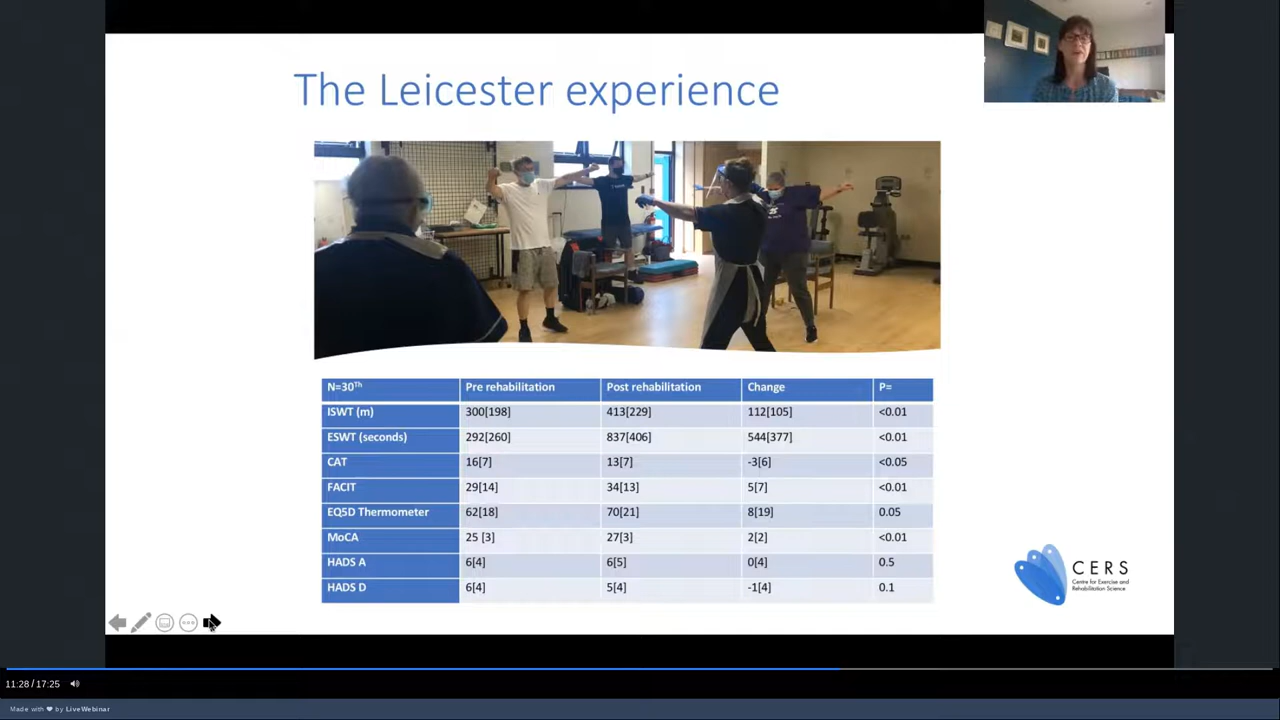 The Leicester experience
N=30Th Pre rehabilitation Post rehabilitation Change P=
ISWT (m) 300[198] 413[229] 112[105] <0.01
ESWT (seconds) 292[260] 837[406] 544[377] <0.01
CAT 16[7] 13[7] -3[6] <0.05
FACIT 29[14] 34[13] 5[7] <0.01
EQ5D Thermometer 62[18] 70[21] 8[19] 0.05
MoCA 25 [3] 27[3] 2[2] <0.01
HADS A 6[4] 6[5] 0[4] 0.5
HADS D 6[4] 5[4] -1[4] 0.1
CERS
Centre for Exercise and
Rehabilitation Science
11:28 / 17:25
Made with ❤ by LiveWebinar